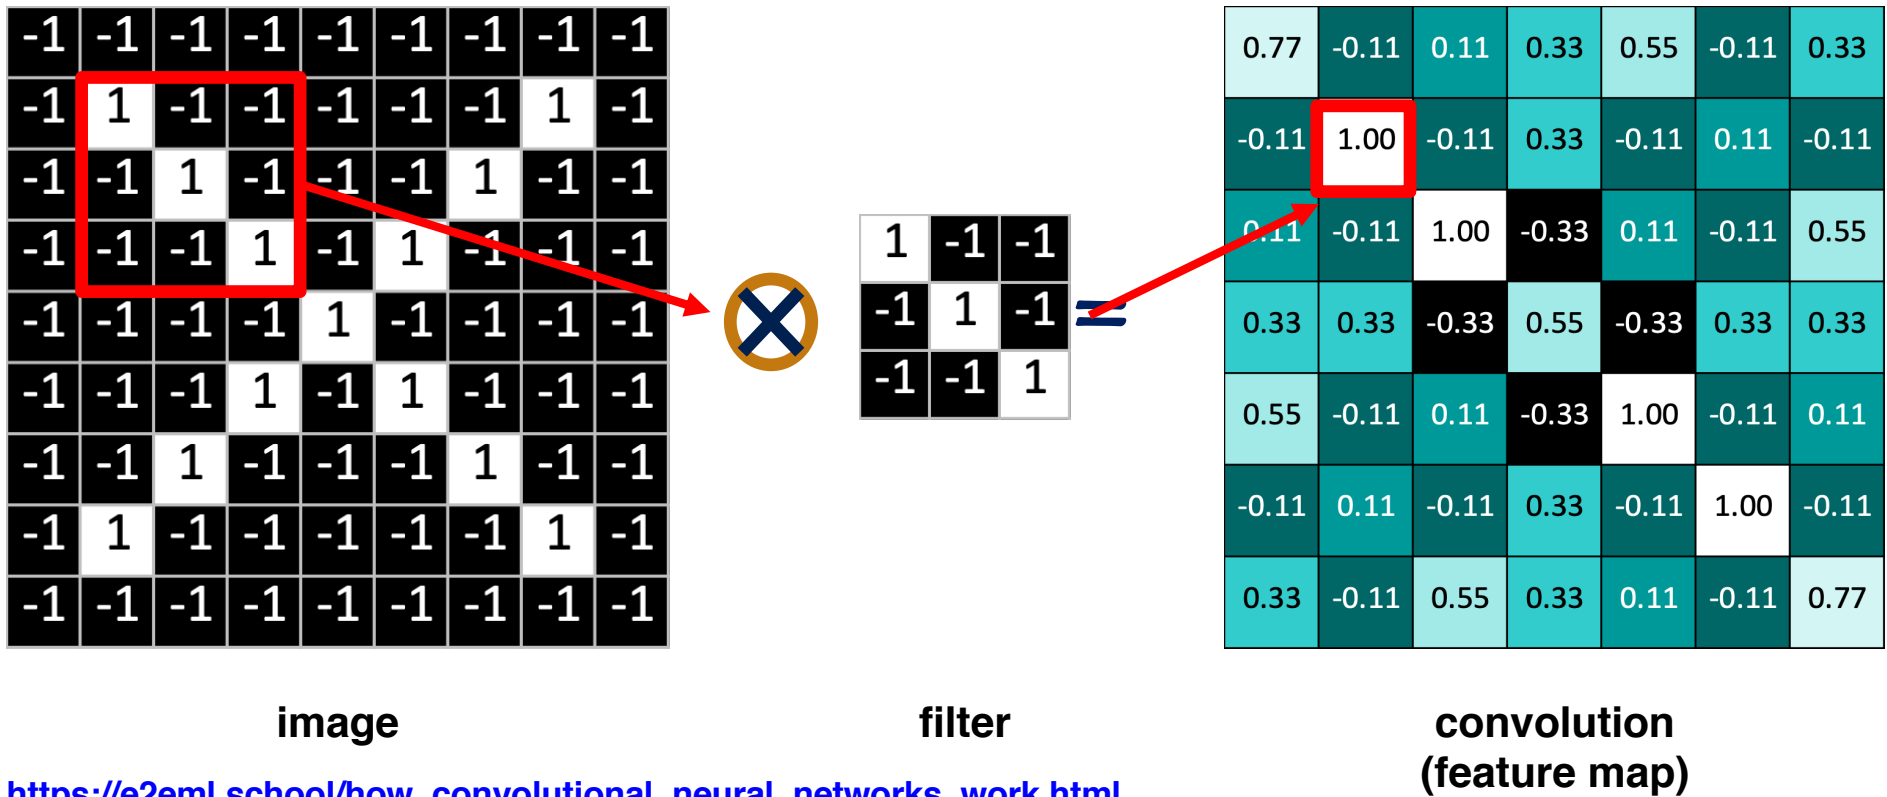 -1 -1 -1 -1 -1 -1 -1 -1 -1
-1 1 -1 -1 -1 -1 -1 1 -1
-1 -1 1 -1 -1 -1 1 -1 -1
-1 -1 -1 1 -1 1 -1 -1 -1
-1 -1 -1 -1 1 -1 -1 -1 -1
-1 -1 -1 1 -1 1 -1 -1 -1
-1 -1 1 -1 -1 -1 1 -1 -1
-1 1 -1 -1 -1 -1 -1 1 -1
-1 -1 -1 -1 -1 -1 -1 -1 -1
image
1 -1 -1
-1 1 -1
-1 -1 1
=
filter
0.77 -0.11 0.11 0.33 0.55 -0.11 0.33
-0.11 1.00 -0.11 0.33 -0.11 0.11 -0.11
0.11 -0.11 1.00 -0.33 0.11 -0.11 0.55
0.33 0.33 -0.33 0.55 -0.33 0.33 0.33
0.55 -0.11 0.11 -0.33 1.00 -0.11 0.11
-0.11 0.11 -0.11 0.33 -0.11 1.00 -0.11
0.33 -0.11 0.55 0.33 0.11 -0.11 0.77
convolution
(feature map)
https://e2eml.school/how_convolutional_neural_networks_work.html